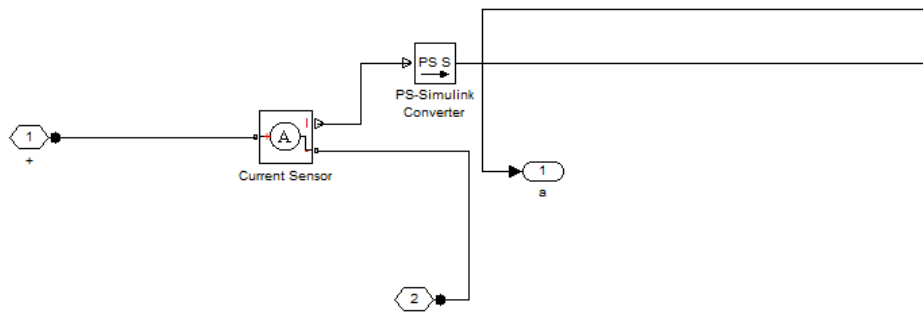 PS S
PS-Simulink
Converter
1
+
+
A
I
Current Sensor
1
a
2